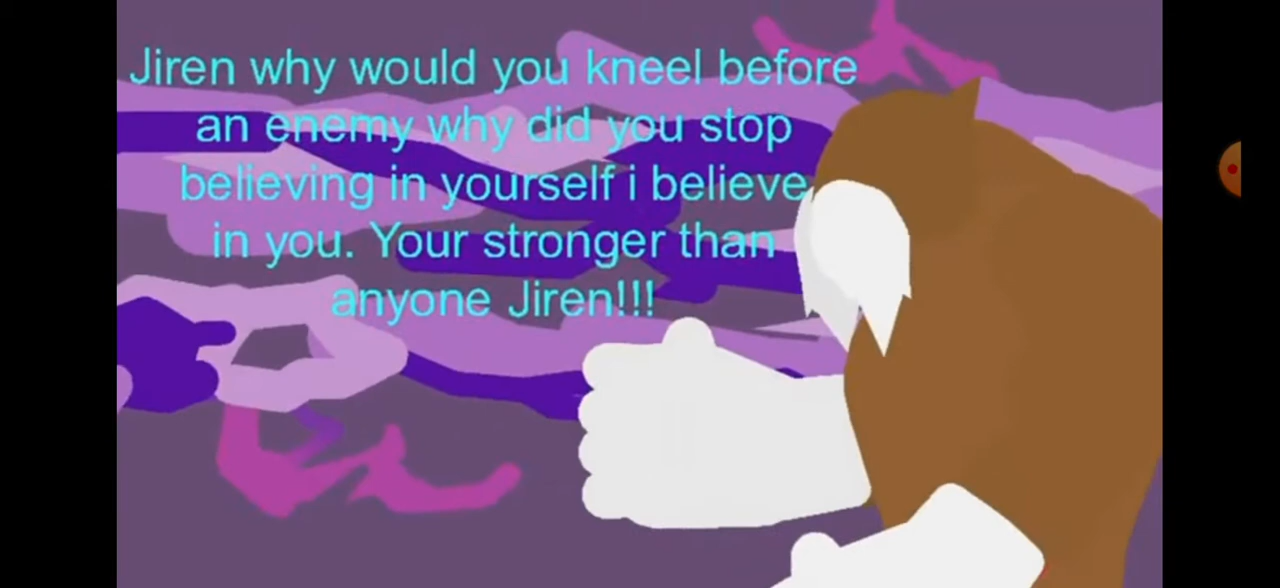 Jiren why would you kneel before
an enemy why did you stop
believing in yourself i believe
in you. Your stronger than
anyone Jiren!!!